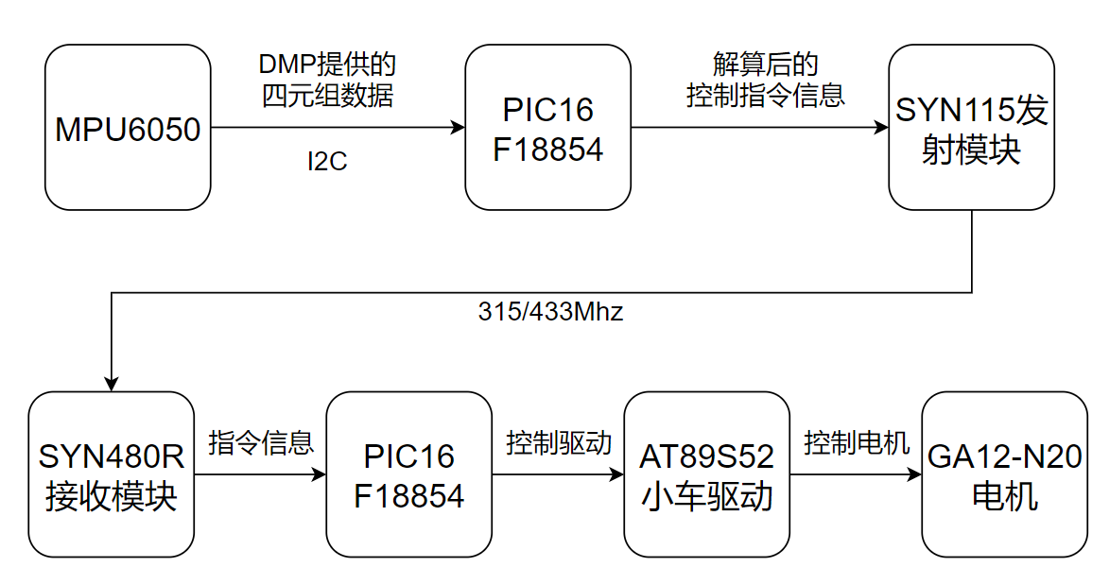 MPU6050
DMP提供的
四元组数据
I2C
PIC16
F18854
解算后的
控制指令信息
SYN115发
射模块
315/433Mhz
SYN480R
接收模块
指令信息
PIC16
F18854
控制驱动
AT89S52
小车驱动
控制电机
GA12-N20
电机